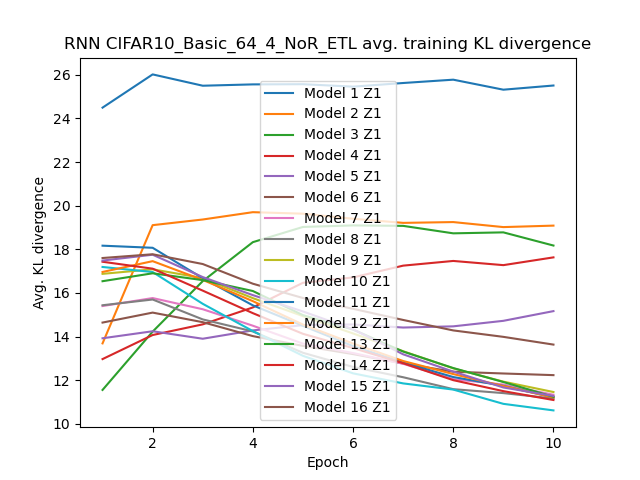 RNN CIFAR10_Basic_64_4_NoR_ETL avg. training KL divergence
Avg. KL divergence
26
24
22
20
18
16
14
12
10
Model 1 Z1
Model 2 Z1
Model 3 Z1
Model 4 Z1
Model 5 Z1
Model 6 Z1
Model 7 Z1
Model 8 Z1
Model 9 Z1
Model 10 Z1
Model 11 Z1
Model 12 Z1
Model 13 Z1
Model 14 Z1
Model 15 Z1
Model 16 Z1
2 4 6 8 10
Epoch